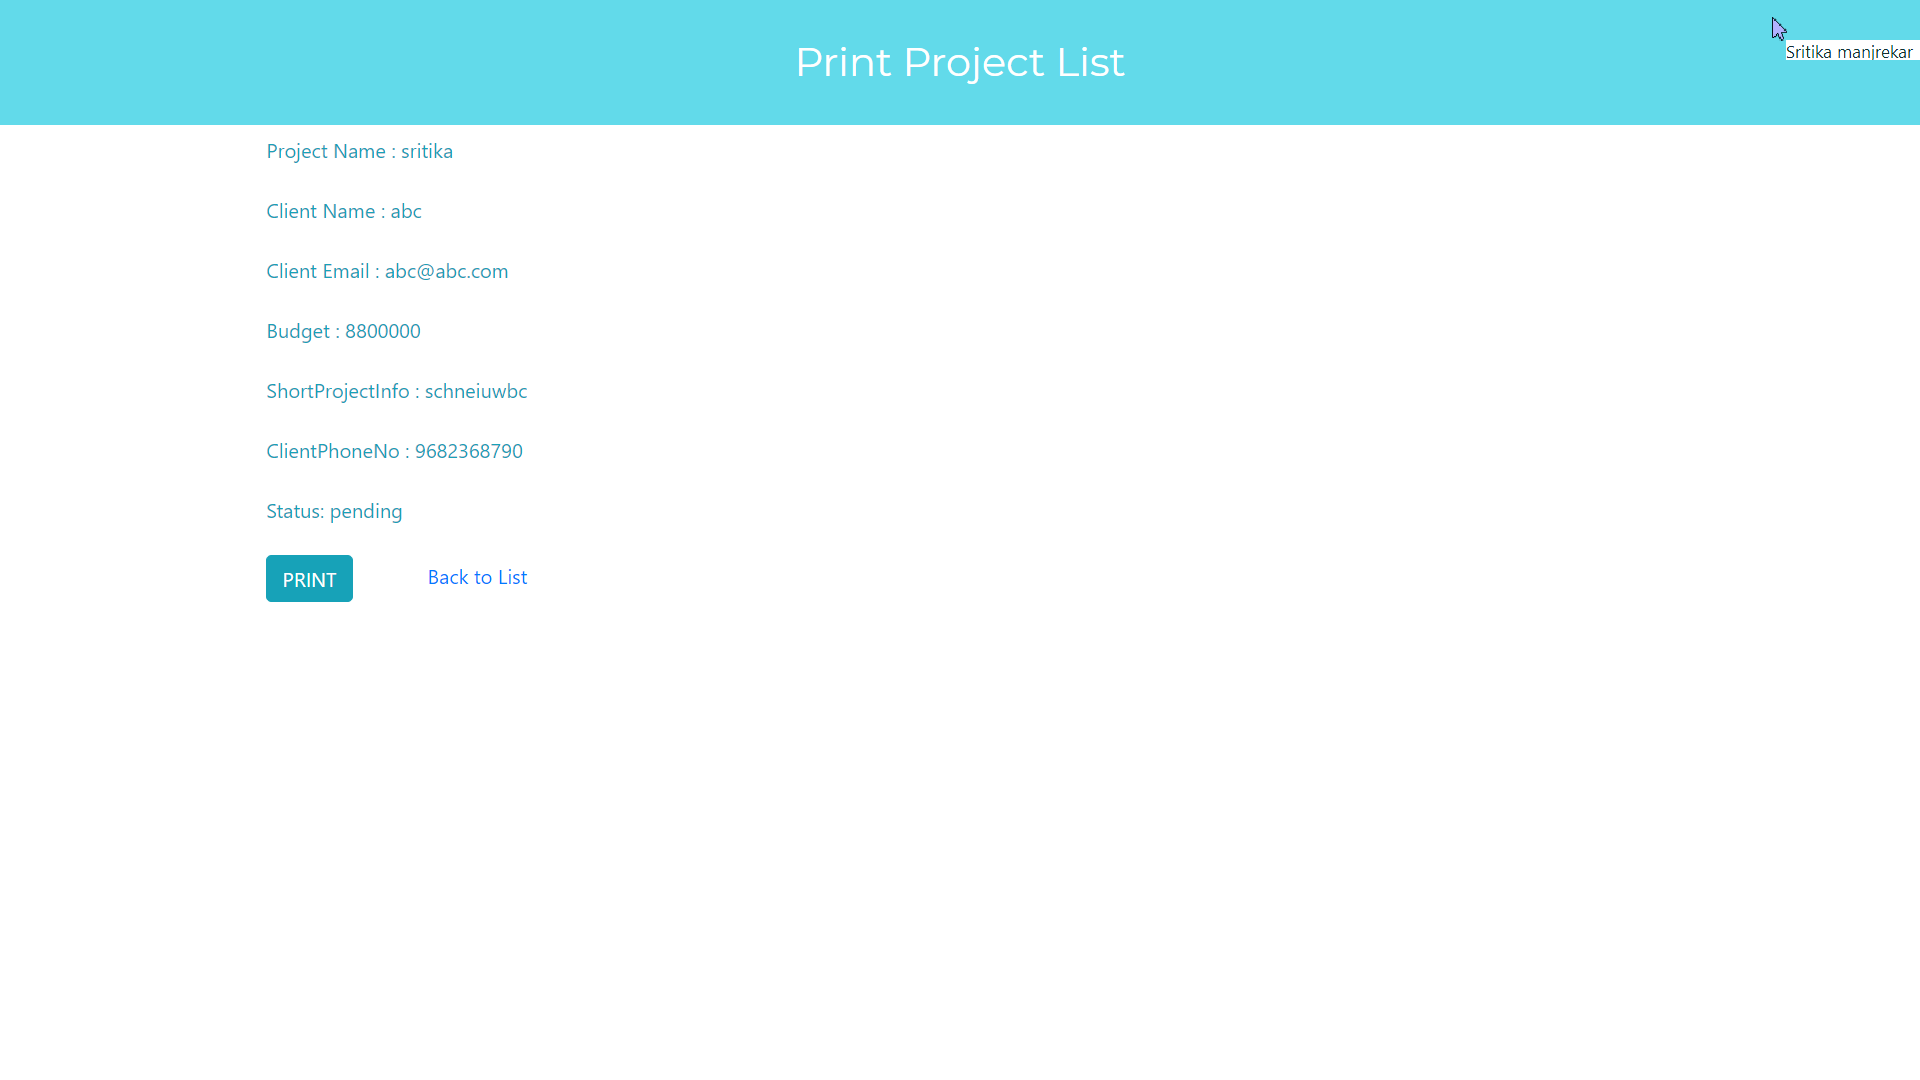 Print Project List
Sritika manjrekar
Project Name : sritika
Client Name : abc
Client Email : abc@abc.com
Budget : 8800000
ShortProjectInfo : schneiuwbc
ClientPhoneNo : 9682368790
Status: pending
PRINT
Back to List